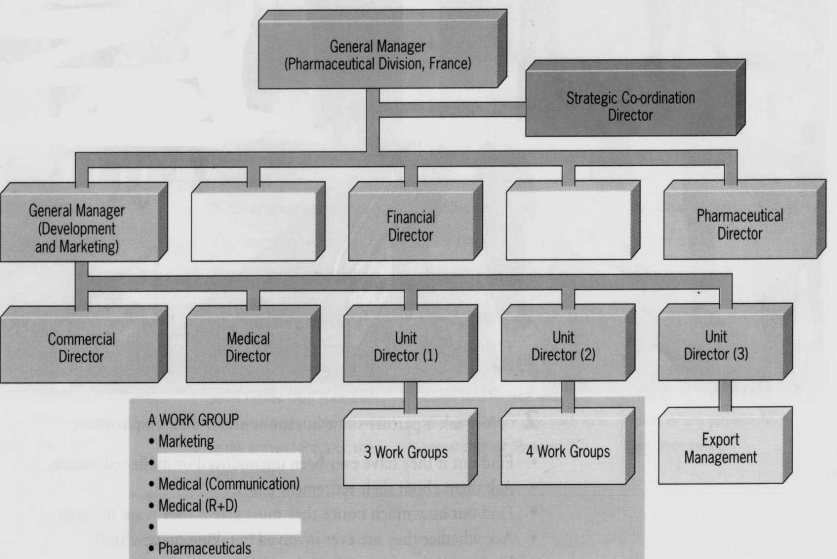 General Manager
(Pharmaceutical Division, France)
Strategic Co-ordination
Director
General Manager
(Development
and Marketing)
Financial
Director
Pharmaceutical
Director
Commercial
Director
Medical
Director
Unit
Director (1)
Unit
Director (2)
Unit
Director (3)
3 Work Groups
4 Work Groups
Export
Management
A WORK GROUP
• Marketing
•
• Medical (Communication)
• Medical (R+D)
•
• Pharmaceuticals